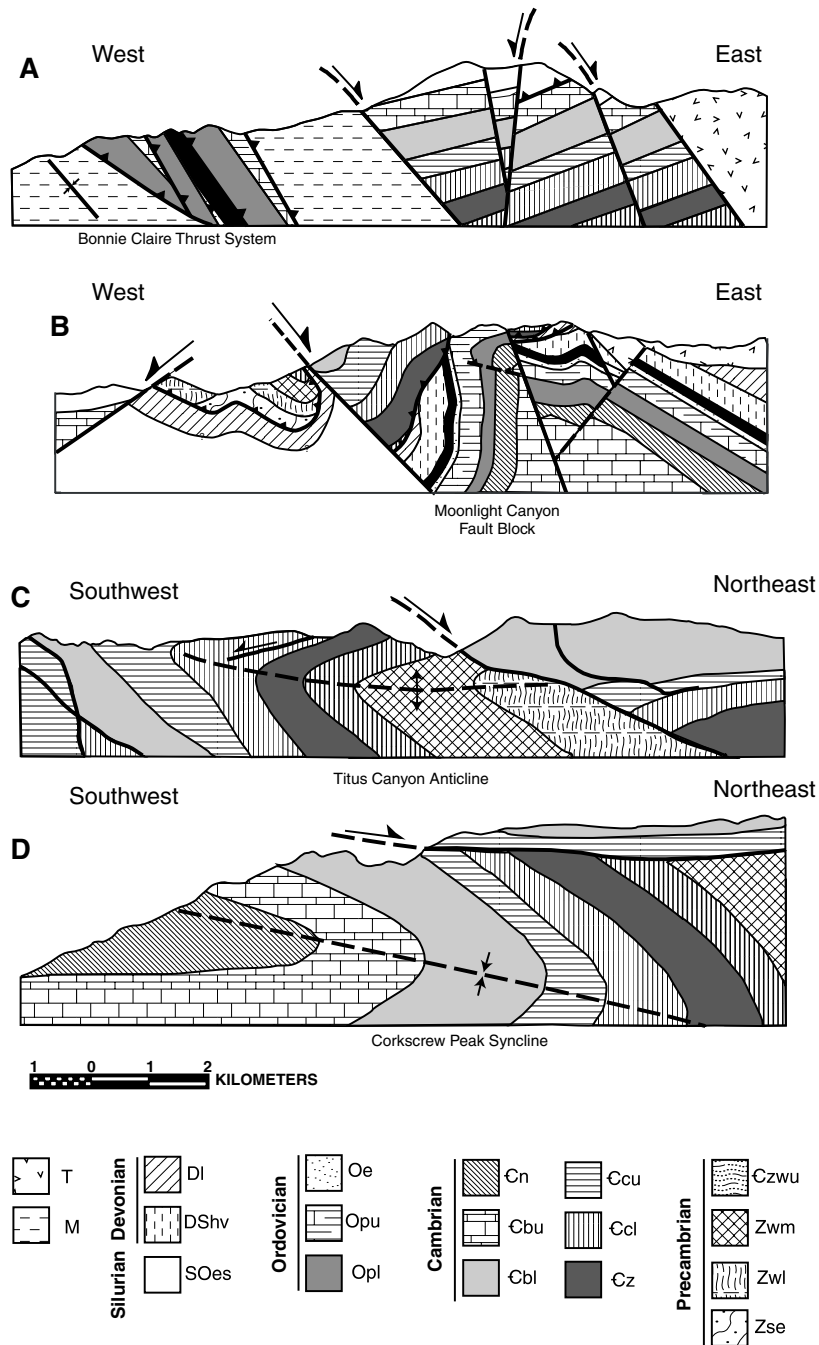 A
West
East
Bonnie Claire Thrust System
B
West
East
Moonlight Canyon
Fault Block
C
Southwest
Northeast
Titus Canyon Anticline
D
Southwest
Northeast
Corkscrew Peak Syncline
1 0 1 2
KILOMETERS
T
M
Silurian Devonian
Dl
DShv
SOes
Ordovician
Oe
Opu
Opl
Cambrian
Ꞓn
Ꞓbu
Ꞓbl
Ꞓcu
Ꞓcl
Ꞓz
Precambrian
Ꞓzwu
Zwm
Zwl
Zse